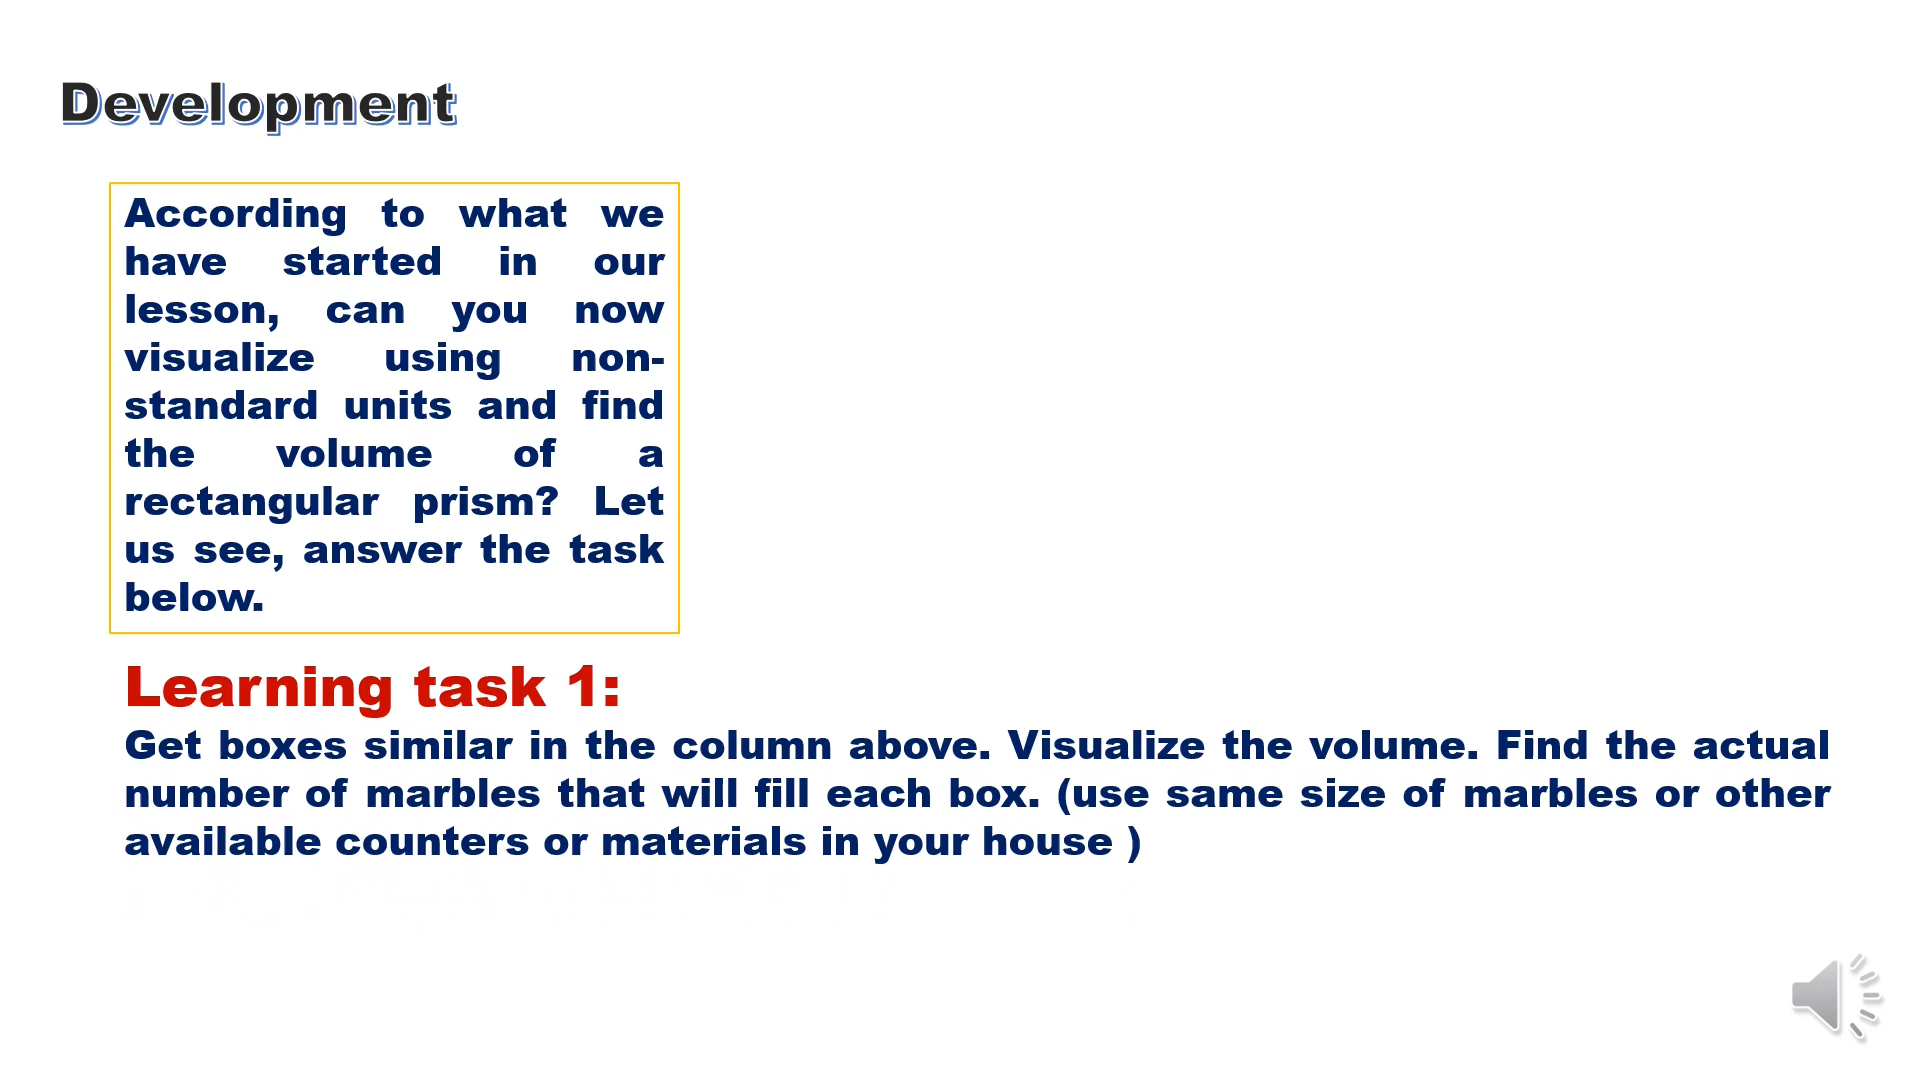 Development
According to what we
have started in our
lesson, can you now
visualize using non-
standard units and find
the volume of a
rectangular prism? Let
us see, answer the task
below.
Learning task 1:
Get boxes similar in the column above. Visualize the volume. Find the actual
number of marbles that will fill each box. (use same size of marbles or other
available counters or materials in your house )